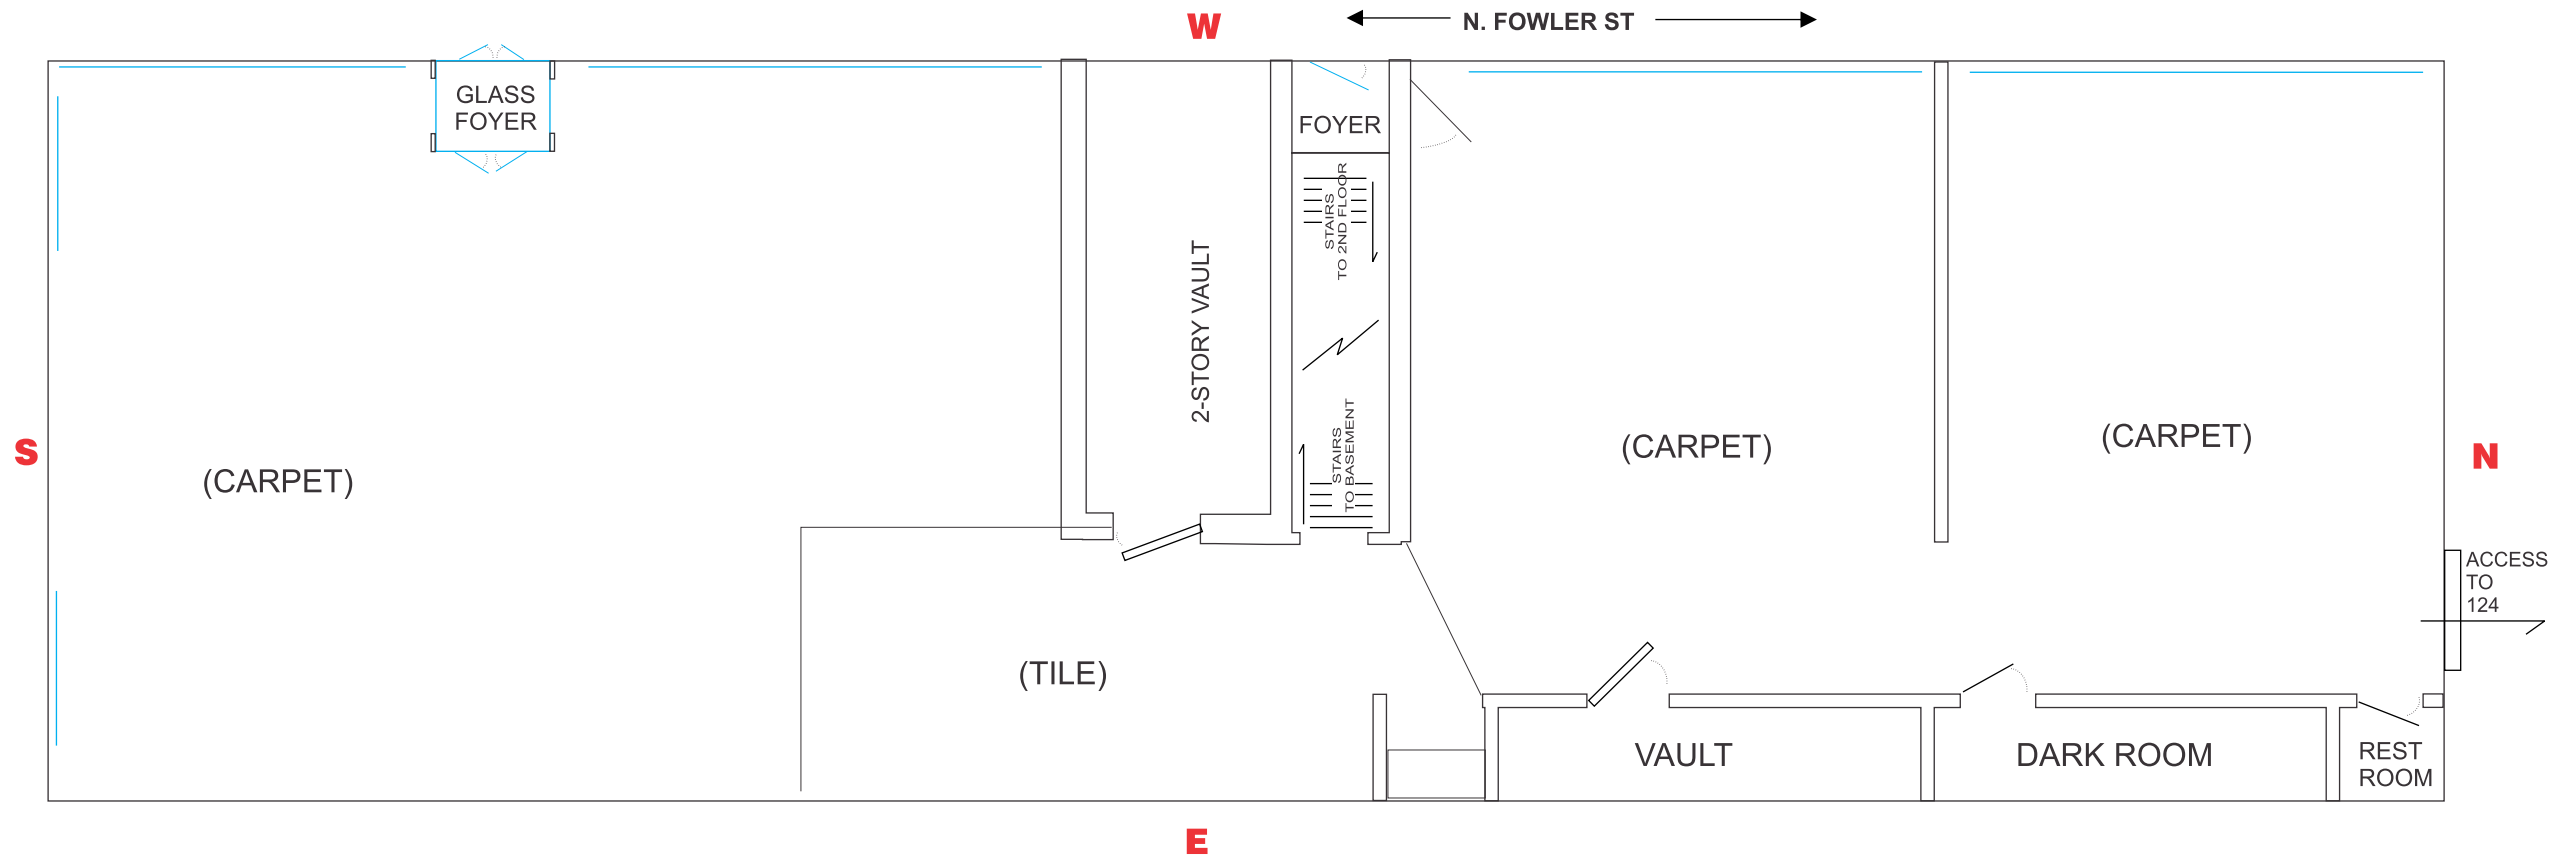 W
N. FOWLER ST
GLASS
FOYER
FOYER
STAIRS
TO 2ND FLOOR
2-STORY VAULT
STAIRS
TO BASEMENT
S
(CARPET)
(CARPET)
(CARPET)
N
ACCESS
TO
124
(TILE)
VAULT
DARK ROOM
REST
ROOM
E